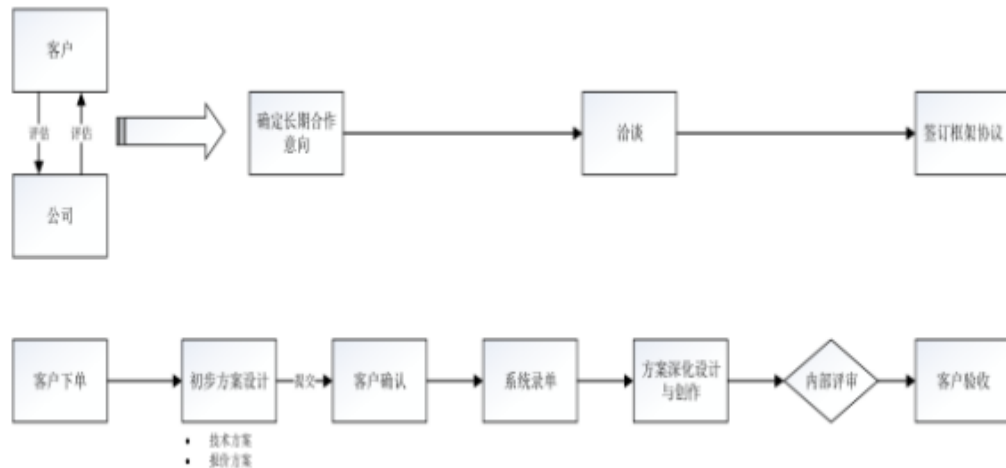 客户
评估 评估
公司
确定长期合作
意向
洽谈
签订框架协议
客户下单
初步方案设计
提交
客户确认
系统录单
方案深化设计
与创作
内部评审
客户验收
• 技术方案
• 报价方案